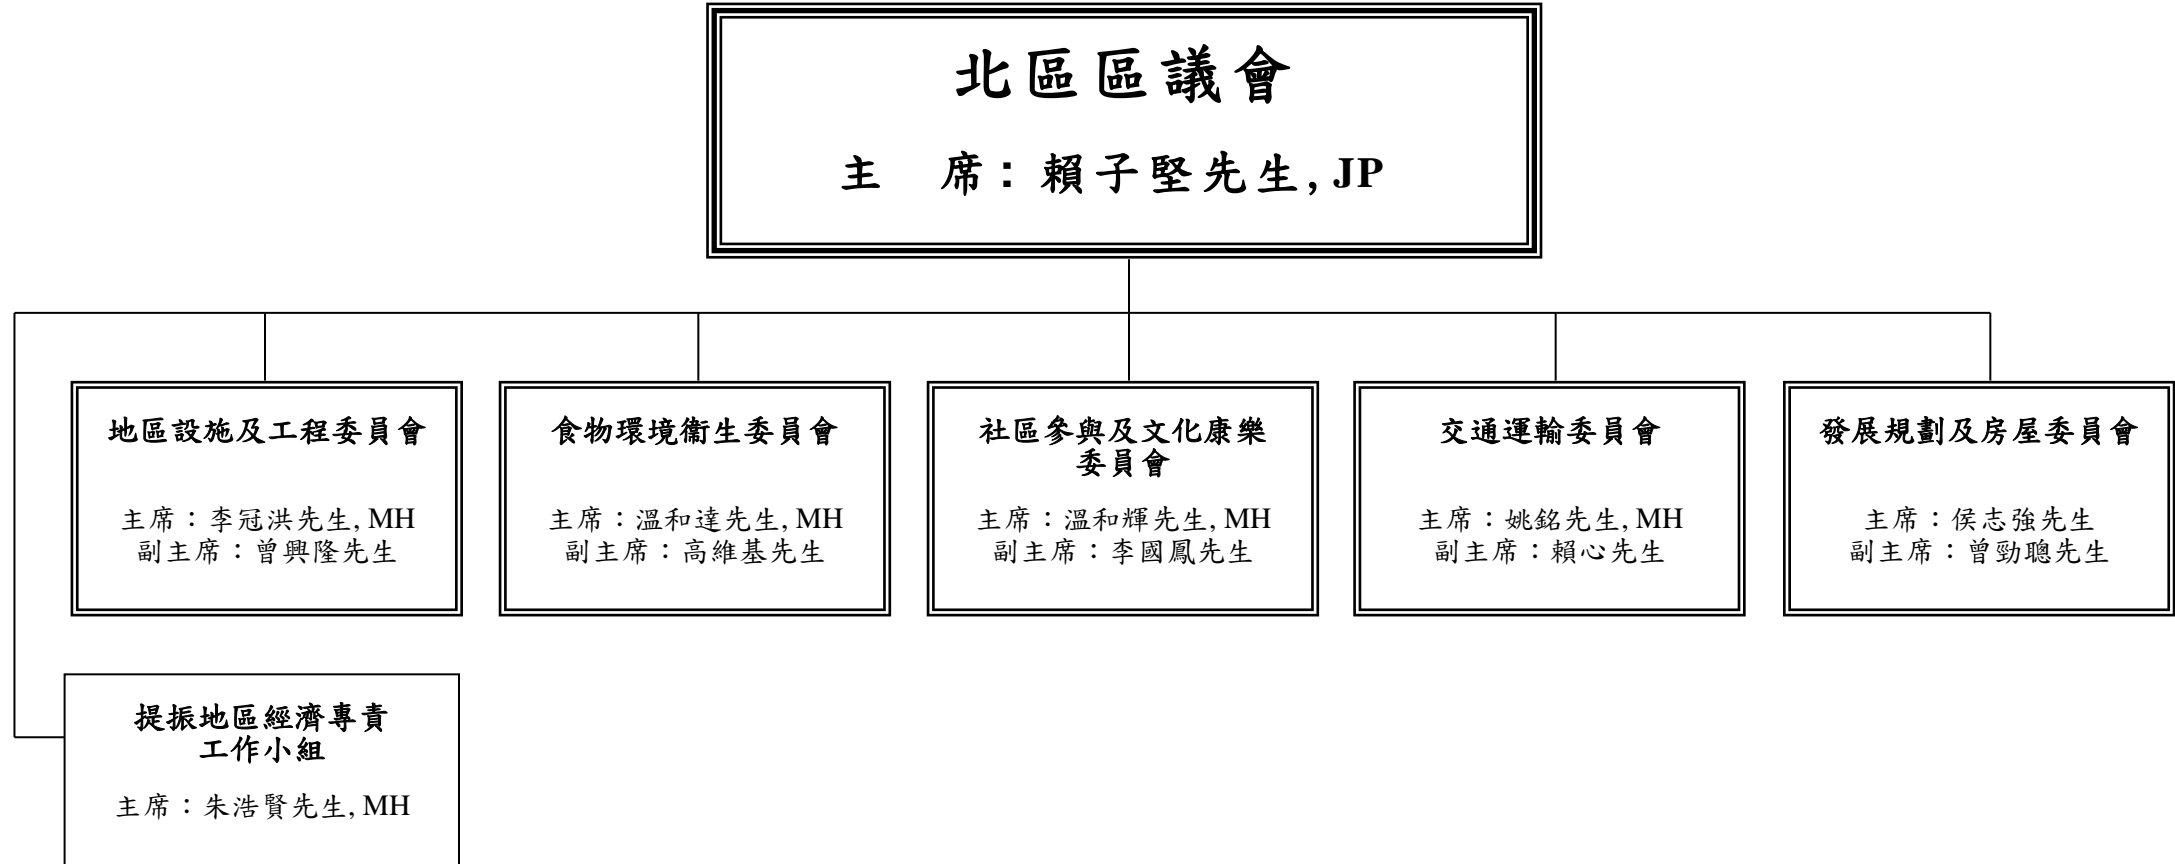 北區區議會
主　席：賴子堅先生, JP
地區設施及工程委員會
主席：李冠洪先生, MH
副主席：曾興隆先生
食物環境衞生委員會
主席：溫和達先生, MH
副主席：高維基先生
社區參與及文化康樂
委員會
主席：溫和輝先生, MH
副主席：李國鳳先生
交通運輸委員會
主席：姚銘先生, MH
副主席：賴心先生
發展規劃及房屋委員會
主席：侯志強先生
副主席：曾勁聰先生
提振地區經濟專責
工作小組
主席：朱浩賢先生, MH